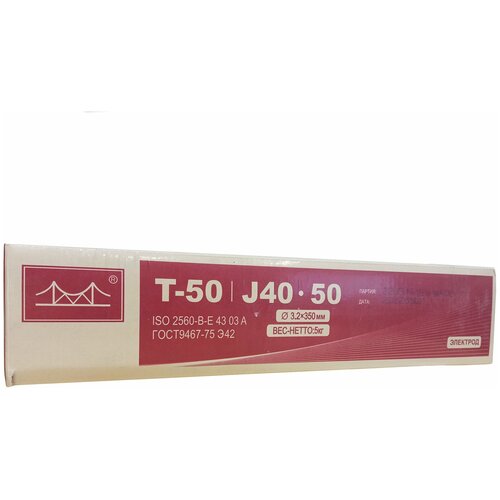 ®
T-50 | J40·50
ISO 2560-B-E 43 03 A
ГОСТ9467-75 Э42
Ø 3,2×350мм
ВЕС-НЕТТО:5кг
ПАРТИЯ:
ДАТА:
ЭЛЕКТРОД